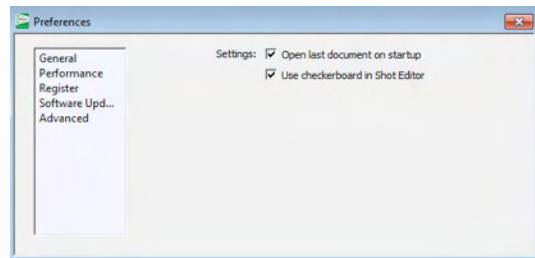 Preferences
General
Performance
Register
Software Upd...
Advanced
Settings: Open last document on startup
Use checkerboard in Shot Editor